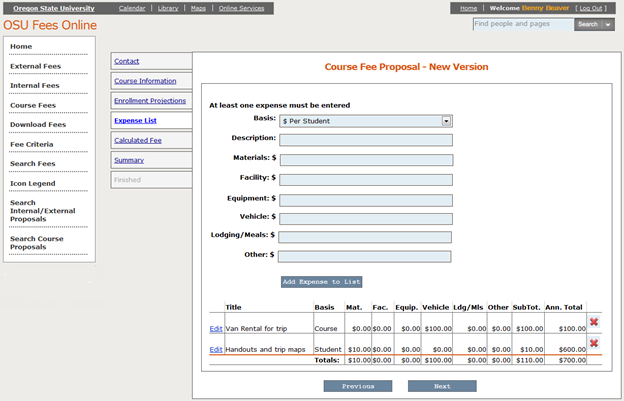 Oregon State University Calendar | Library | Maps | Online Services
Home | Welcome Benny Beaver [ Log Out ]
OSU Fees Online
Find people and pages Search
Home
External Fees
Internal Fees
Course Fees
Download Fees
Fee Criteria
Search Fees
Icon Legend
Search
Internal/External
Proposals
Search Course
Proposals
Contact
Course Information
Enrollment Projections
Expense List
Calculated Fee
Summary
Finished
Course Fee Proposal - New Version
At least one expense must be entered
Basis: $ Per Student
Description:
Materials: $
Facility: $
Equipment: $
Vehicle: $
Lodging/Meals: $
Other: $
Add Expense to List
Title Basis Mat. Fac. Equip. Vehicle Ldg/Mls Other SubTot. Ann. Total
Edit Van Rental for trip Course $0.00 $0.00 $0.00 $100.00 $0.00 $0.00 $100.00 $100.00
Edit Handouts and trip maps Student $10.00 $0.00 $0.00 $0.00 $0.00 $0.00 $10.00 $600.00
Totals: $10.00 $0.00 $0.00 $100.00 $0.00 $0.00 $110.00 $700.00
Previous Next